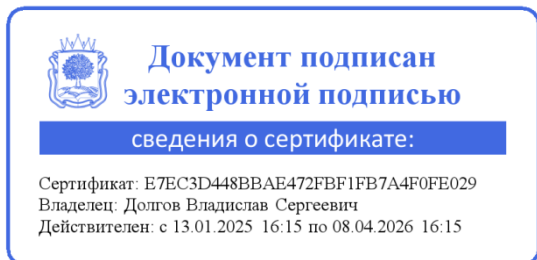 Документ подписан
электронной подписью
сведения о сертификате:
Сертификат: E7EC3D448BBAE472FBF1FB7A4F0FE029
Владелец: Долгов Владислав Сергеевич
Действителен: с 13.01.2025 16:15 по 08.04.2026 16:15